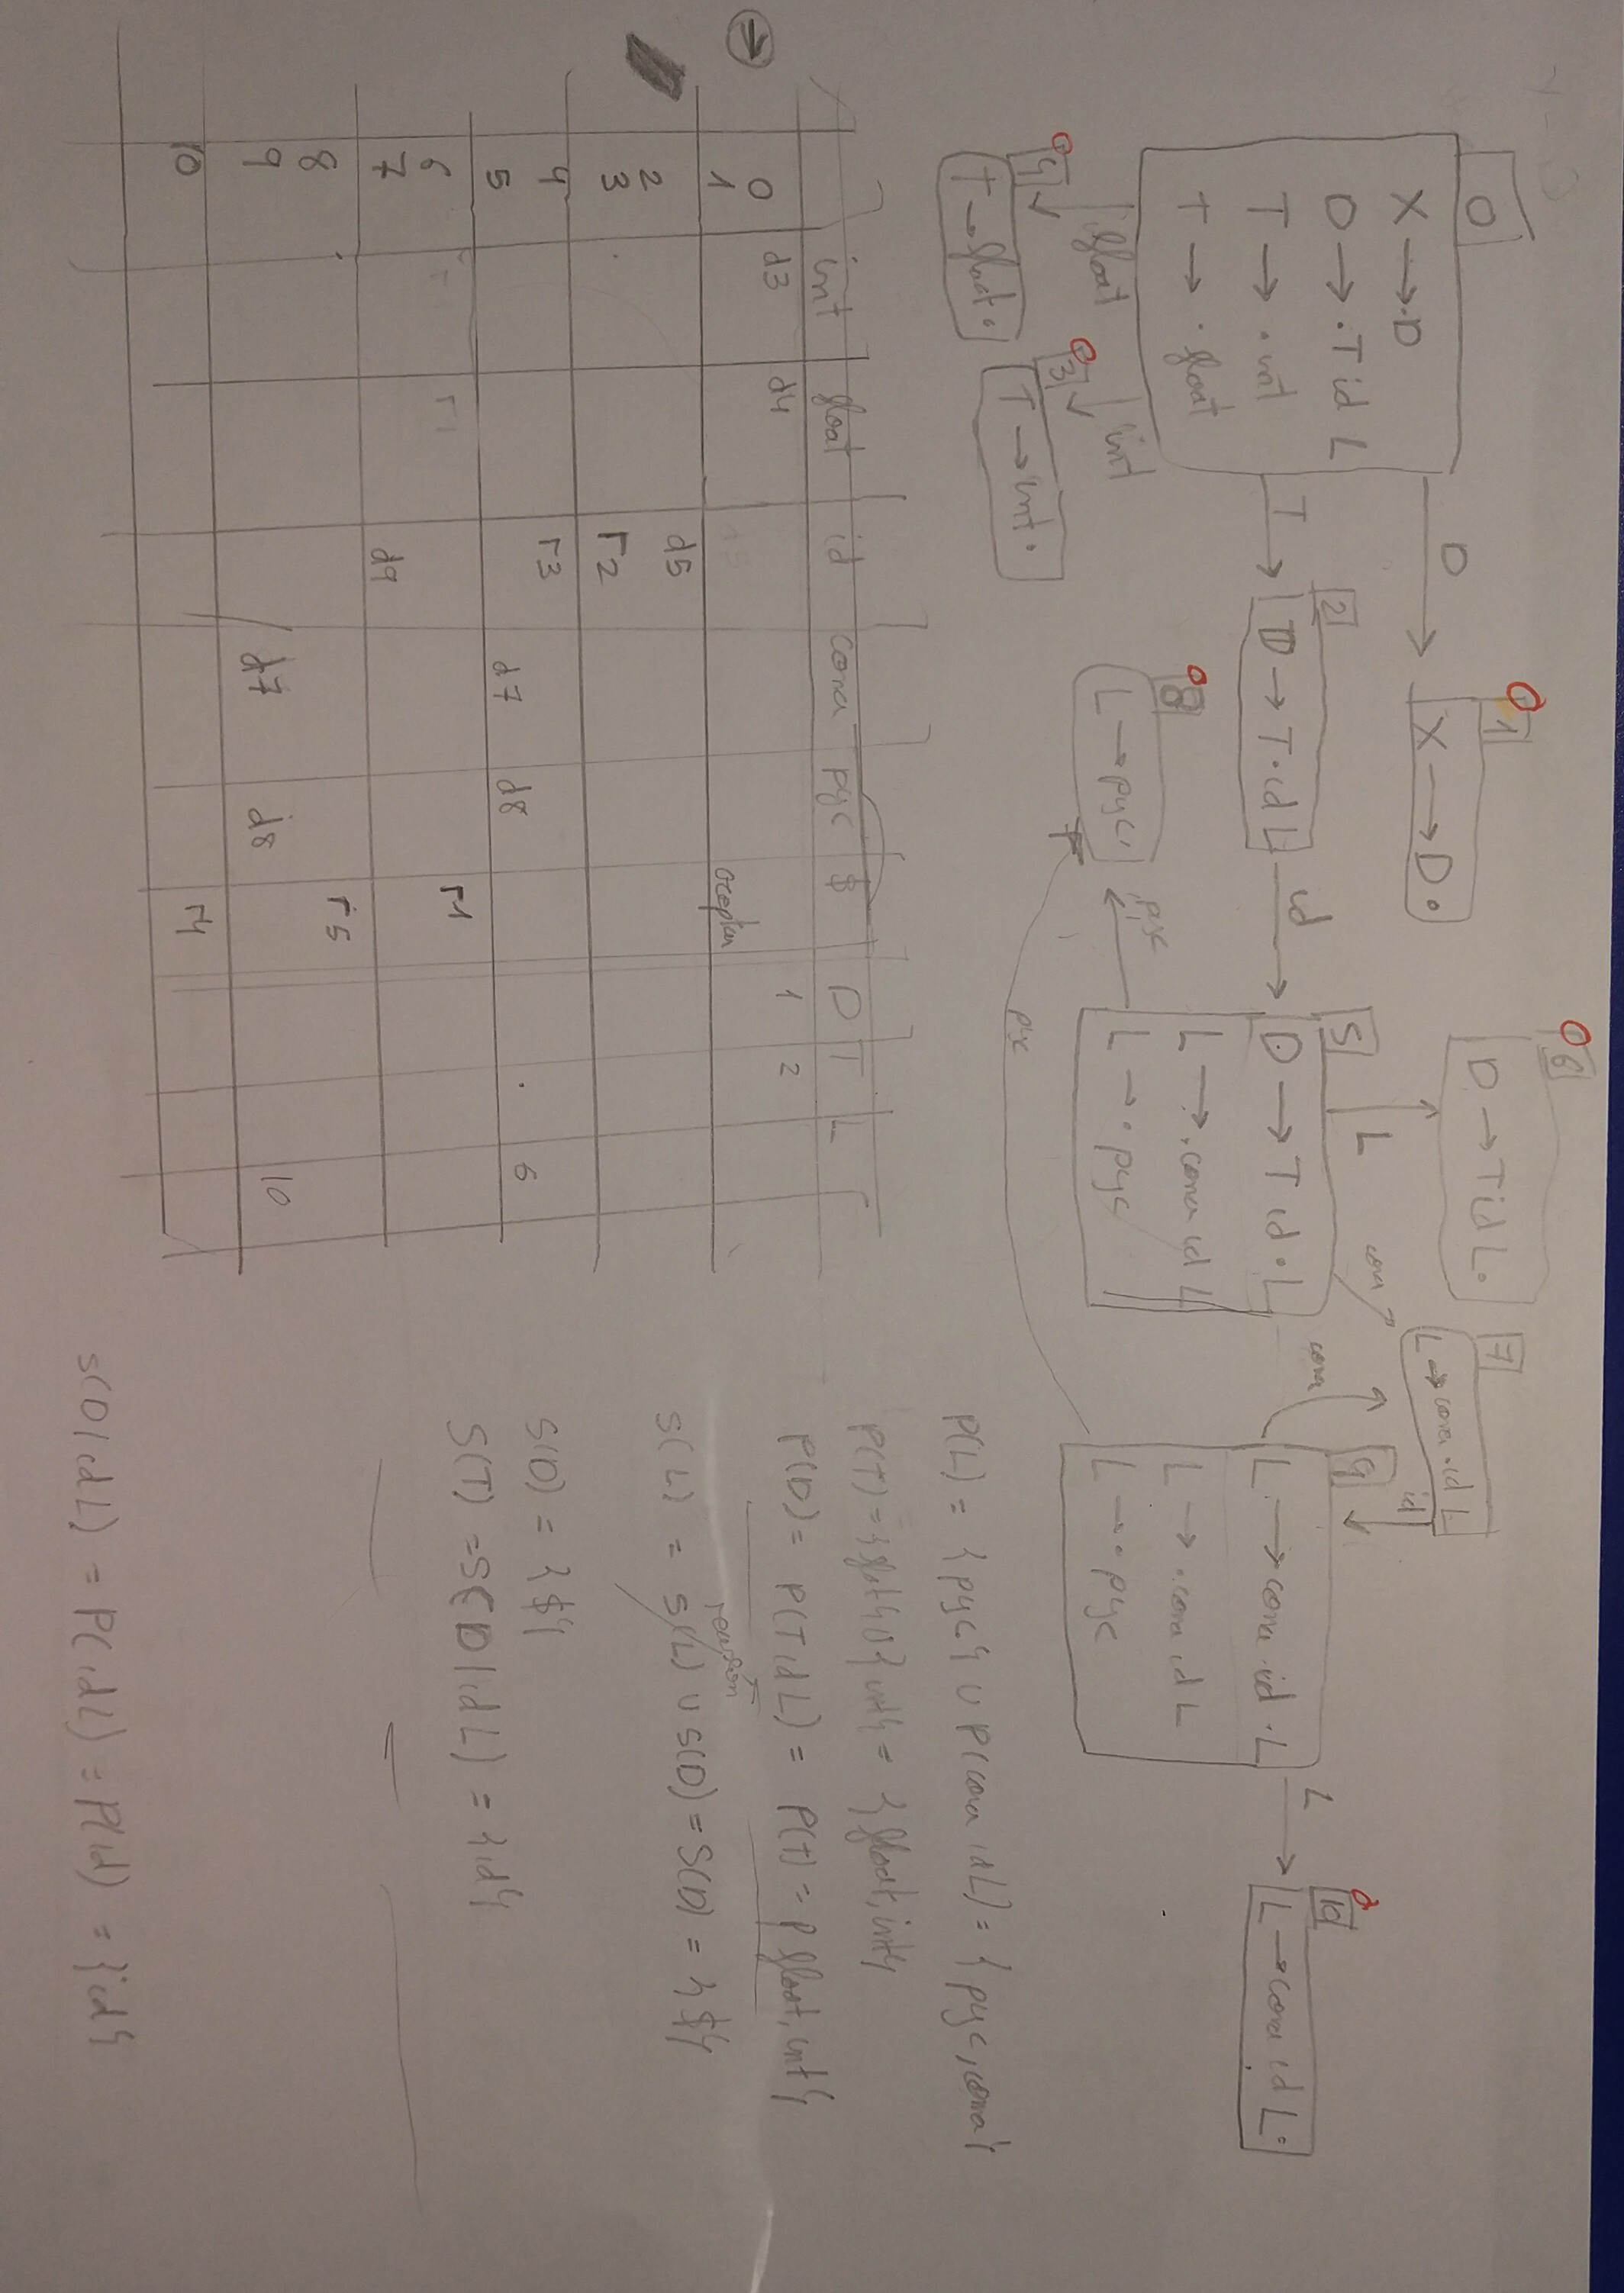 0
X → .D
D → .T id L
T → .int
T → .float
D
1
X → D.
T
2
D → T.id L
id
5
D → T id.L
L → .coma id L
L → .pyc
L
6
D → T id L.
com
7
L → coma.id L
id
coma
9
L → coma id.L
L → .coma id L
L → .pyc
L
10
L → coma id L.
float
4
T → float.
int
3
T → int.
pyc
8
L → pyc.
pyc
int float id coma pyc $ D T L
0 d3 d4 1 2
1 aceptar
2 d5
3 r2
4 r3
5 d7 d8 6
6 r1
7 d9
8 r5
9 d7 d8 10
10 r4
P(L) = {pyc} ∪ P(coma id L) = {pyc, coma}
P(T) = {float} ∪ {int} = {float, int}
P(D) = P(T id L) = P(T) = {float, int}
S(L) = S(L) ∪ S(D) = S(D) = {$}
S(D) = {$}
S(T) = S(D|id L) = {id}
S(D|id L) = P(id L) = P(id) = {id}